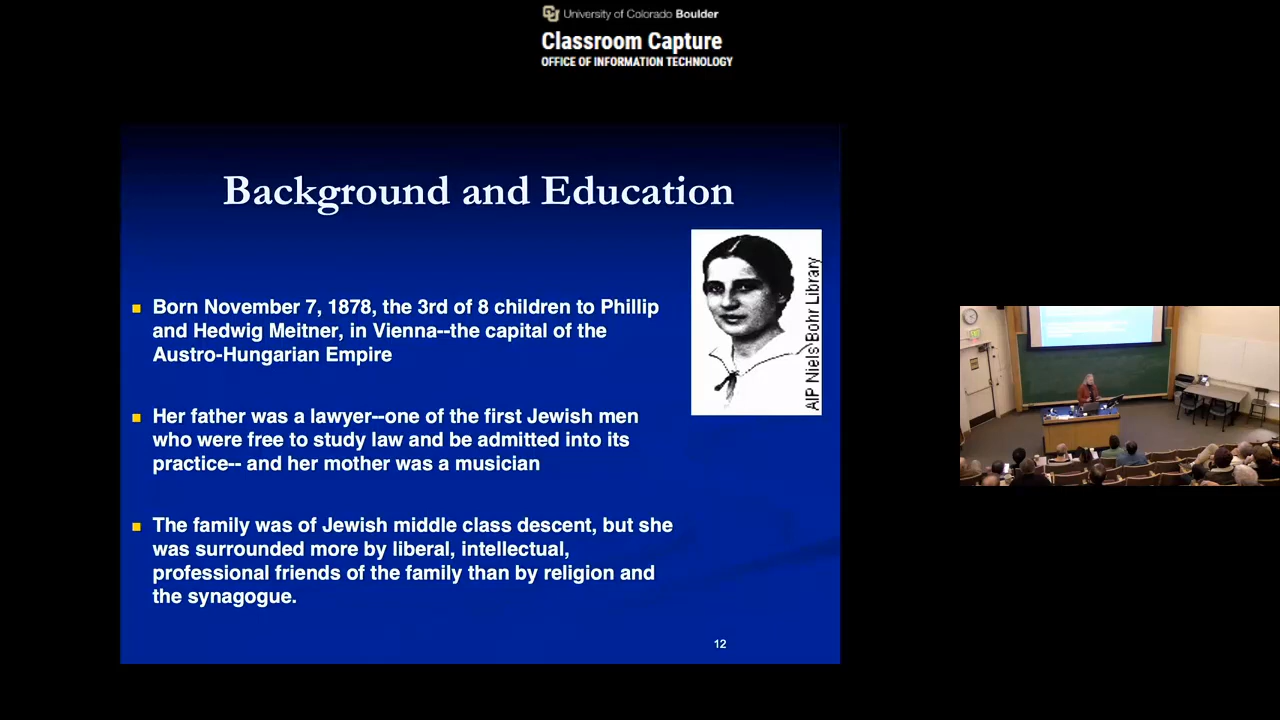 University of Colorado Boulder
Classroom Capture
OFFICE OF INFORMATION TECHNOLOGY
Background and Education
Born November 7, 1878, the 3rd of 8 children to Phillip
and Hedwig Meitner, in Vienna--the capital of the
Austro-Hungarian Empire
Her father was a lawyer--one of the first Jewish men
who were free to study law and be admitted into its
practice-- and her mother was a musician
The family was of Jewish middle class descent, but she
was surrounded more by liberal, intellectual,
professional friends of the family than by religion and
the synagogue.
AIP Niels Bohr Library
12